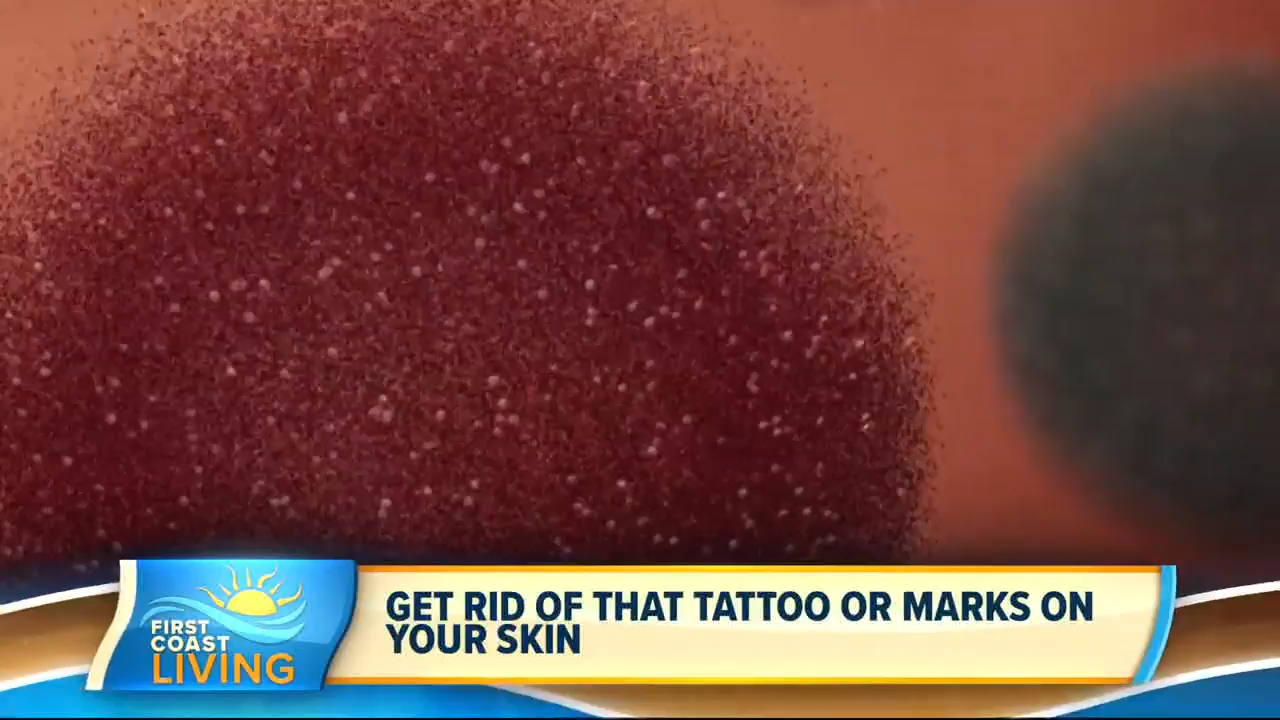 GET RID OF THAT TATTOO OR MARKS ON
YOUR SKIN
FIRST
COAST
LIVING